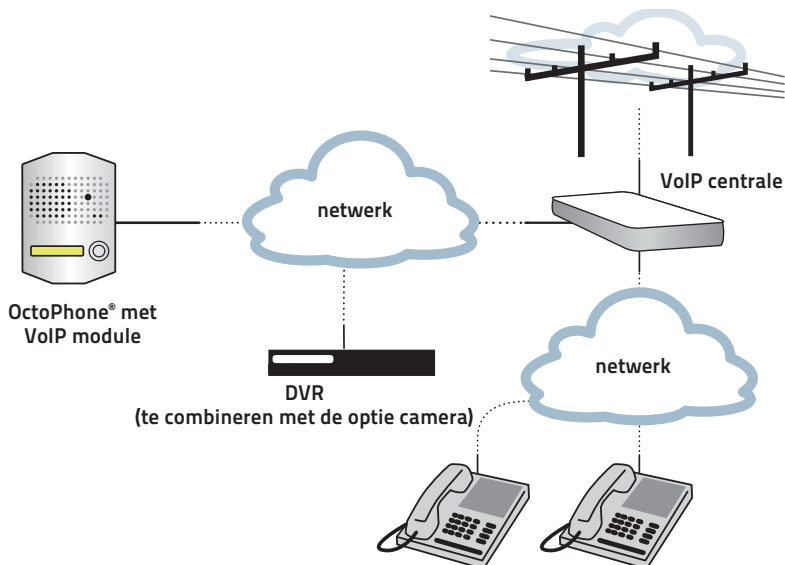 VoIP centrale
netwerk
OctoPhone® met
VoIP module
DVR
(te combineren met de optie camera)
netwerk